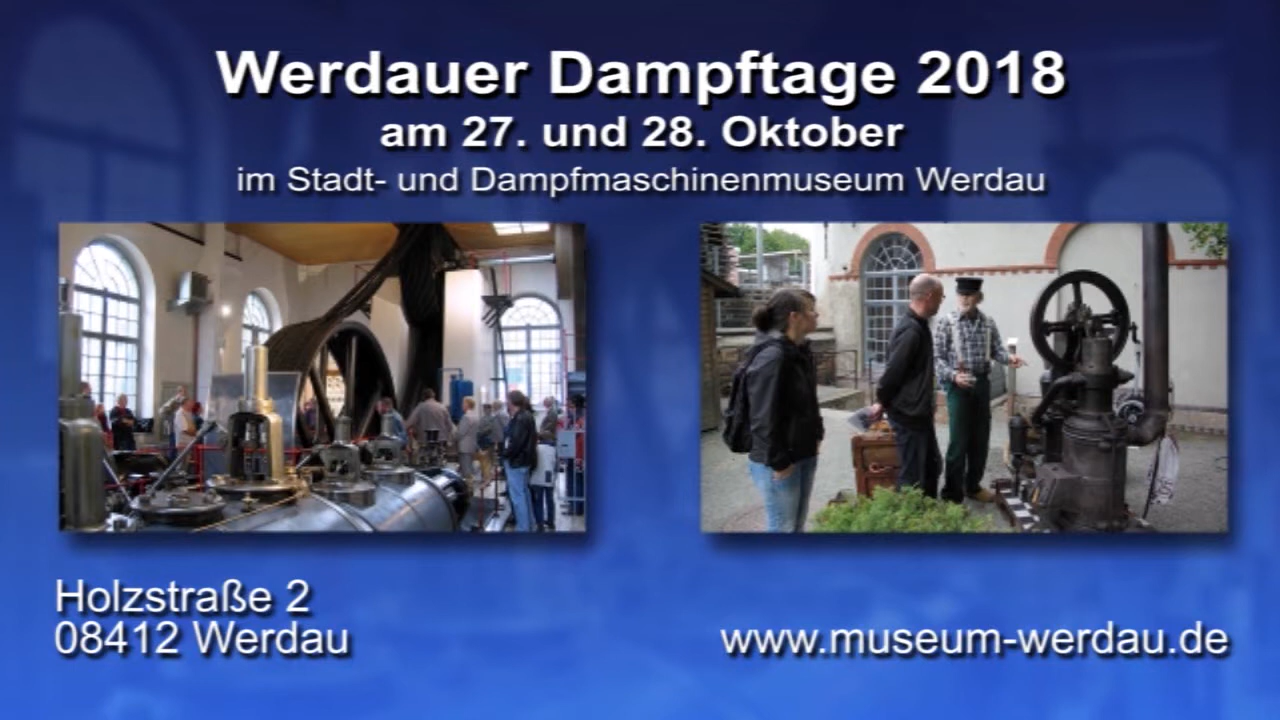 Werdauer Dampftage 2018
am 27. und 28. Oktober
im Stadt- und Dampfmaschinenmuseum Werdau
Holzstraße 2
08412 Werdau
www.museum-werdau.de